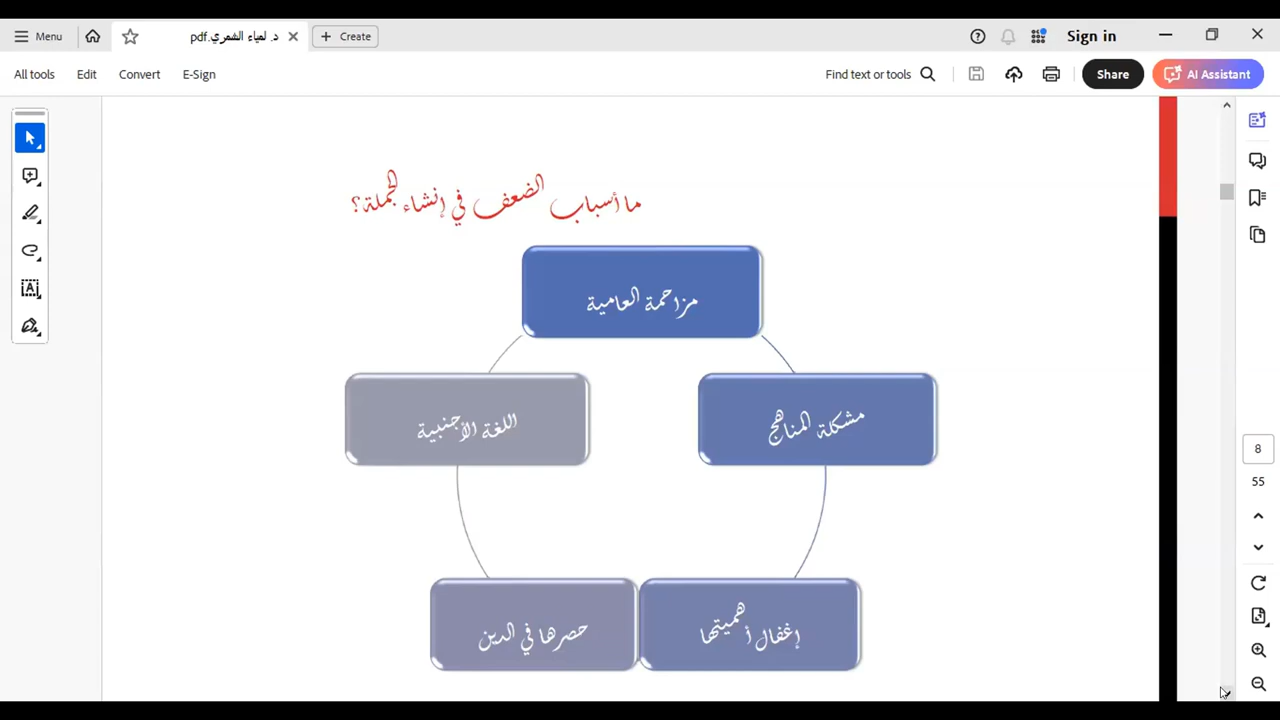 Menu
د. لمياء الشمري.pdf
Create
Sign in
All tools
Edit
Convert
E-Sign
Find text or tools
Share
AI Assistant
ما أسباب الضعف في إنشاء الجملة؟
مزاحمة العامية
مشكلة المناهج
اللغة الأجنبية
إغفال أهميتها
حصرها في الدين
8
55